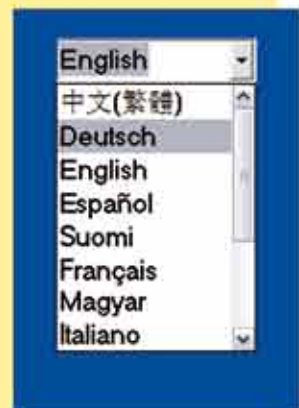 English
中文(繁體)
Deutsch
English
Español
Suomi
Français
Magyar
Italiano